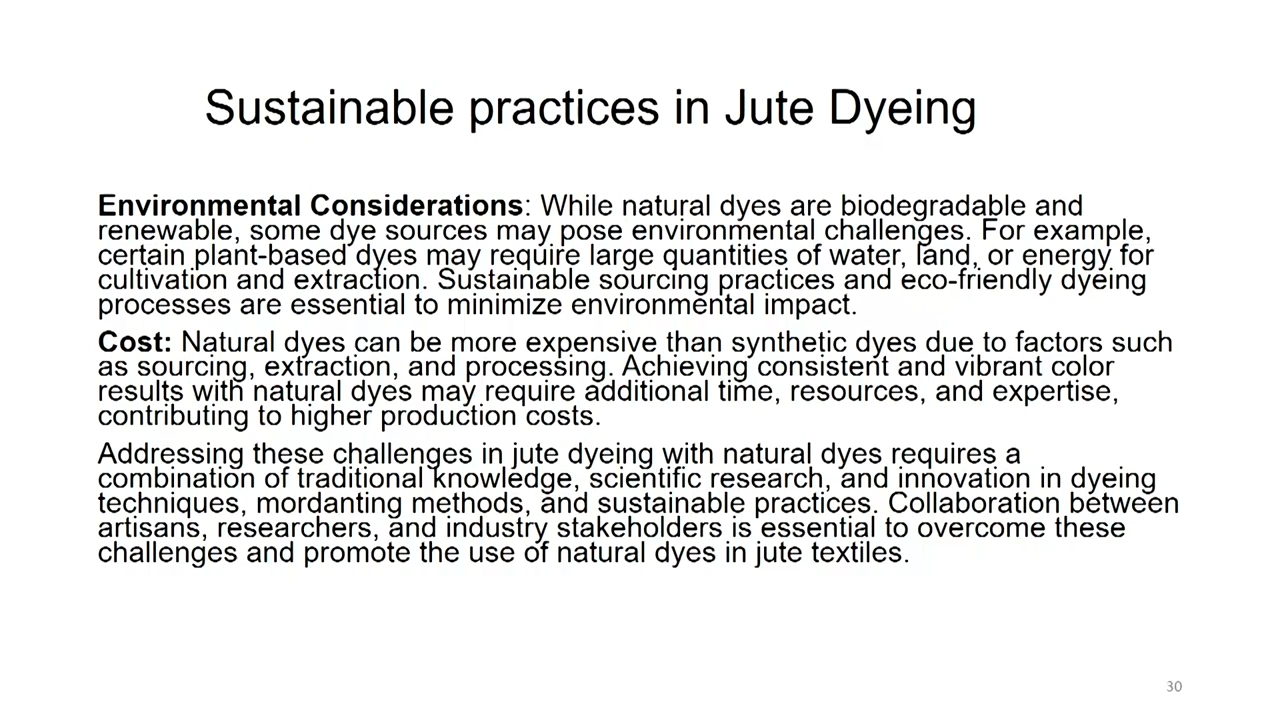 Sustainable practices in Jute Dyeing
Environmental Considerations: While natural dyes are biodegradable and
renewable, some dye sources may pose environmental challenges. For example,
certain plant-based dyes may require large quantities of water, land, or energy for
cultivation and extraction. Sustainable sourcing practices and eco-friendly dyeing
processes are essential to minimize environmental impact.
Cost: Natural dyes can be more expensive than synthetic dyes due to factors such
as sourcing, extraction, and processing. Achieving consistent and vibrant color
results with natural dyes may require additional time, resources, and expertise,
contributing to higher production costs.
Addressing these challenges in jute dyeing with natural dyes requires a
combination of traditional knowledge, scientific research, and innovation in dyeing
techniques, mordanting methods, and sustainable practices. Collaboration between
artisans, researchers, and industry stakeholders is essential to overcome these
challenges and promote the use of natural dyes in jute textiles.
30